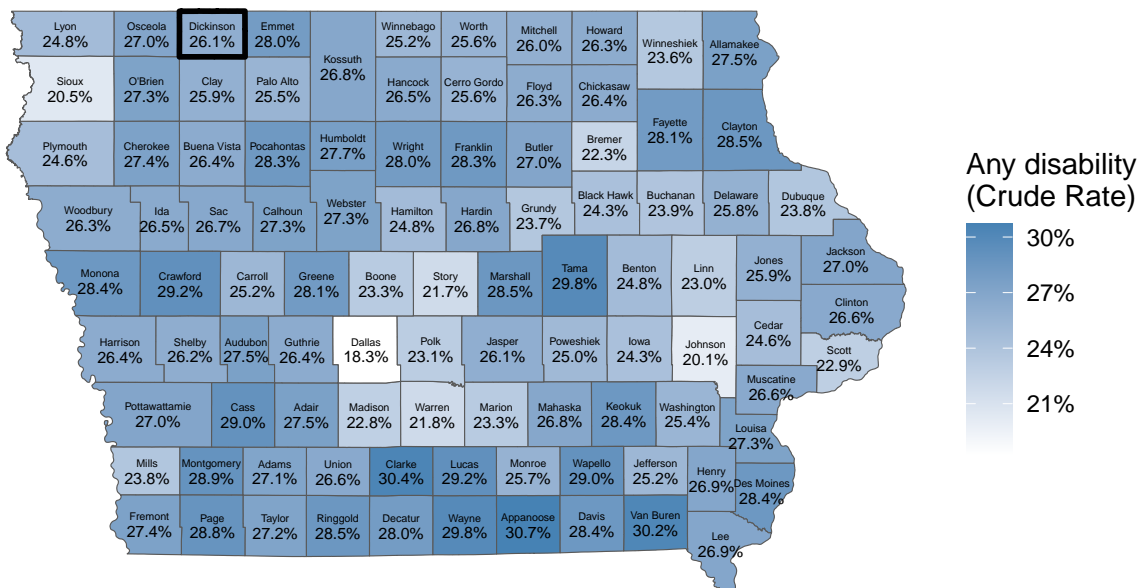 Lyon
24.8%
Osceola
27.0%
Dickinson
26.1%
Emmet
28.0%
Kossuth
26.8%
Winnebago
25.2%
Worth
25.6%
Mitchell
26.0%
Howard
26.3%
Winneshiek
23.6%
Allamakee
27.5%
Sioux
20.5%
O'Brien
27.3%
Clay
25.9%
Palo Alto
25.5%
Hancock
26.5%
Cerro Gordo
25.6%
Floyd
26.3%
Chickasaw
26.4%
Fayette
28.1%
Clayton
28.5%
Plymouth
24.6%
Cherokee
27.4%
Buena Vista
26.4%
Pocahontas
28.3%
Humboldt
27.7%
Wright
28.0%
Franklin
28.3%
Butler
27.0%
Bremer
22.3%
Woodbury
26.3%
Ida
26.5%
Sac
26.7%
Calhoun
27.3%
Webster
27.3%
Hamilton
24.8%
Hardin
26.8%
Grundy
23.7%
Black Hawk
24.3%
Buchanan
23.9%
Delaware
25.8%
Dubuque
23.8%
Monona
28.4%
Crawford
29.2%
Carroll
25.2%
Greene
28.1%
Boone
23.3%
Story
21.7%
Marshall
28.5%
Tama
29.8%
Benton
24.8%
Linn
23.0%
Jones
25.9%
Jackson
27.0%
Clinton
26.6%
Harrison
26.4%
Shelby
26.2%
Audubon
27.5%
Guthrie
26.4%
Dallas
18.3%
Polk
23.1%
Jasper
26.1%
Poweshiek
25.0%
Iowa
24.3%
Johnson
20.1%
Cedar
24.6%
Scott
22.9%
Muscatine
26.6%
Pottawattamie
27.0%
Cass
29.0%
Adair
27.5%
Madison
22.8%
Warren
21.8%
Marion
23.3%
Mahaska
26.8%
Keokuk
28.4%
Washington
25.4%
Louisa
27.3%
Mills
23.8%
Montgomery
28.9%
Adams
27.1%
Union
26.6%
Clarke
30.4%
Lucas
29.2%
Monroe
25.7%
Wapello
29.0%
Jefferson
25.2%
Henry
26.9%
Des Moines
28.4%
Fremont
27.4%
Page
28.8%
Taylor
27.2%
Ringgold
28.5%
Decatur
28.0%
Wayne
29.8%
Appanoose
30.7%
Davis
28.4%
Van Buren
30.2%
Lee
26.9%
Any disability
(Crude Rate)
30%
27%
24%
21%